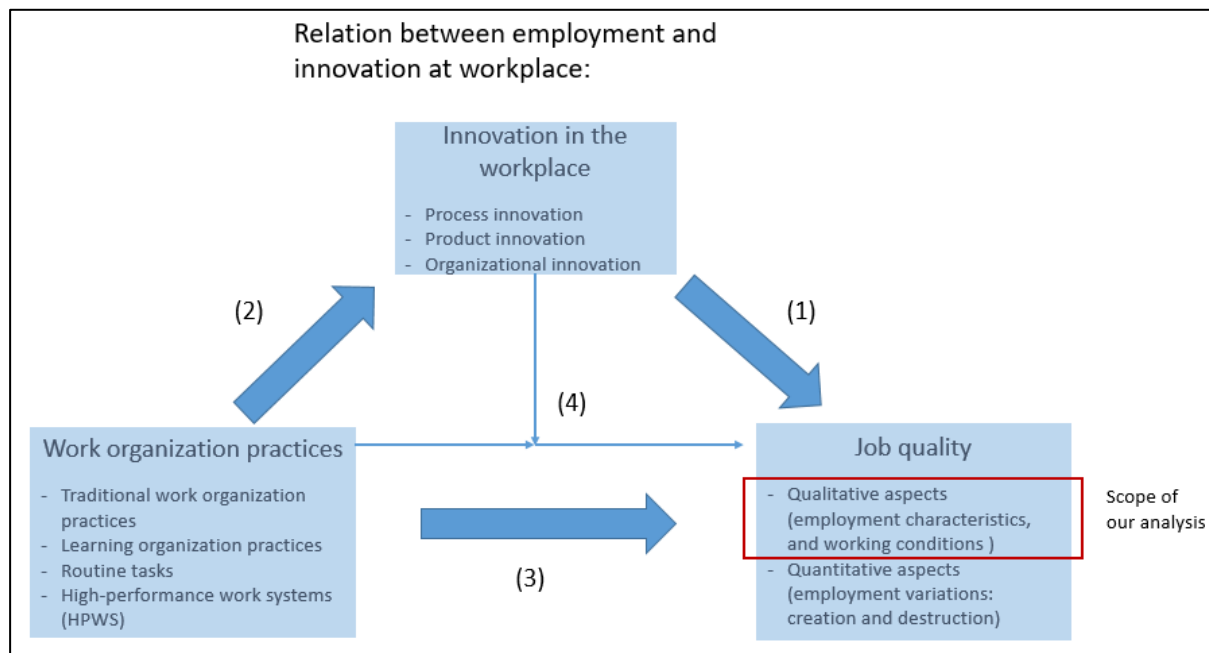 Relation between employment and
innovation at workplace:
Innovation in the
workplace
- Process innovation
- Product innovation
- Organizational innovation
(2)
(1)
(4)
Work organization practices
- Traditional work organization
practices
- Learning organization practices
- Routine tasks
- High-performance work systems
(HPWS)
(3)
Job quality
- Qualitative aspects
(employment characteristics,
and working conditions )
- Quantitative aspects
(employment variations:
creation and destruction)
Scope of
our analysis